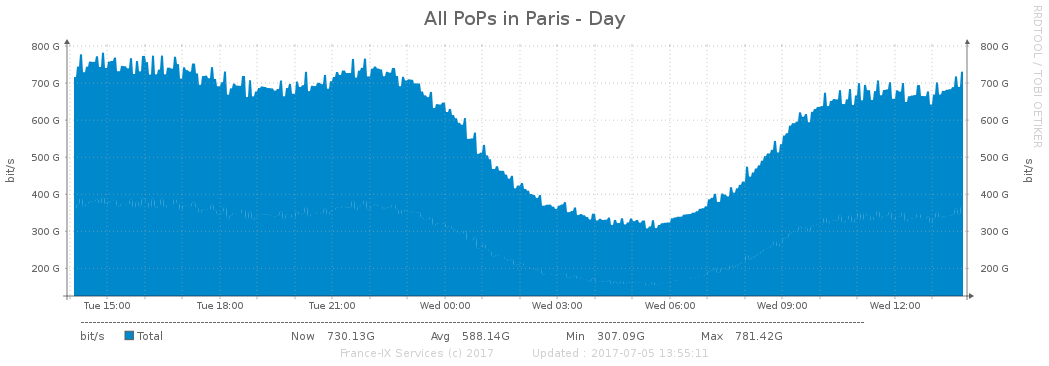 All PoPs in Paris - Day
RRDTOOL / TOBI OETIKER
800 G 800 G
700 G 700 G
600 G 600 G
500 G 500 G
400 G 400 G
300 G 300 G
200 G 200 G
bit/s bit/s
Tue 15:00 Tue 18:00 Tue 21:00 Wed 00:00 Wed 03:00 Wed 06:00 Wed 09:00 Wed 12:00
bit/s Total Now 730.13G Avg 588.14G Min 307.09G Max 781.42G
France-IX Services (c) 2017 Updated : 2017-07-05 13:55:11